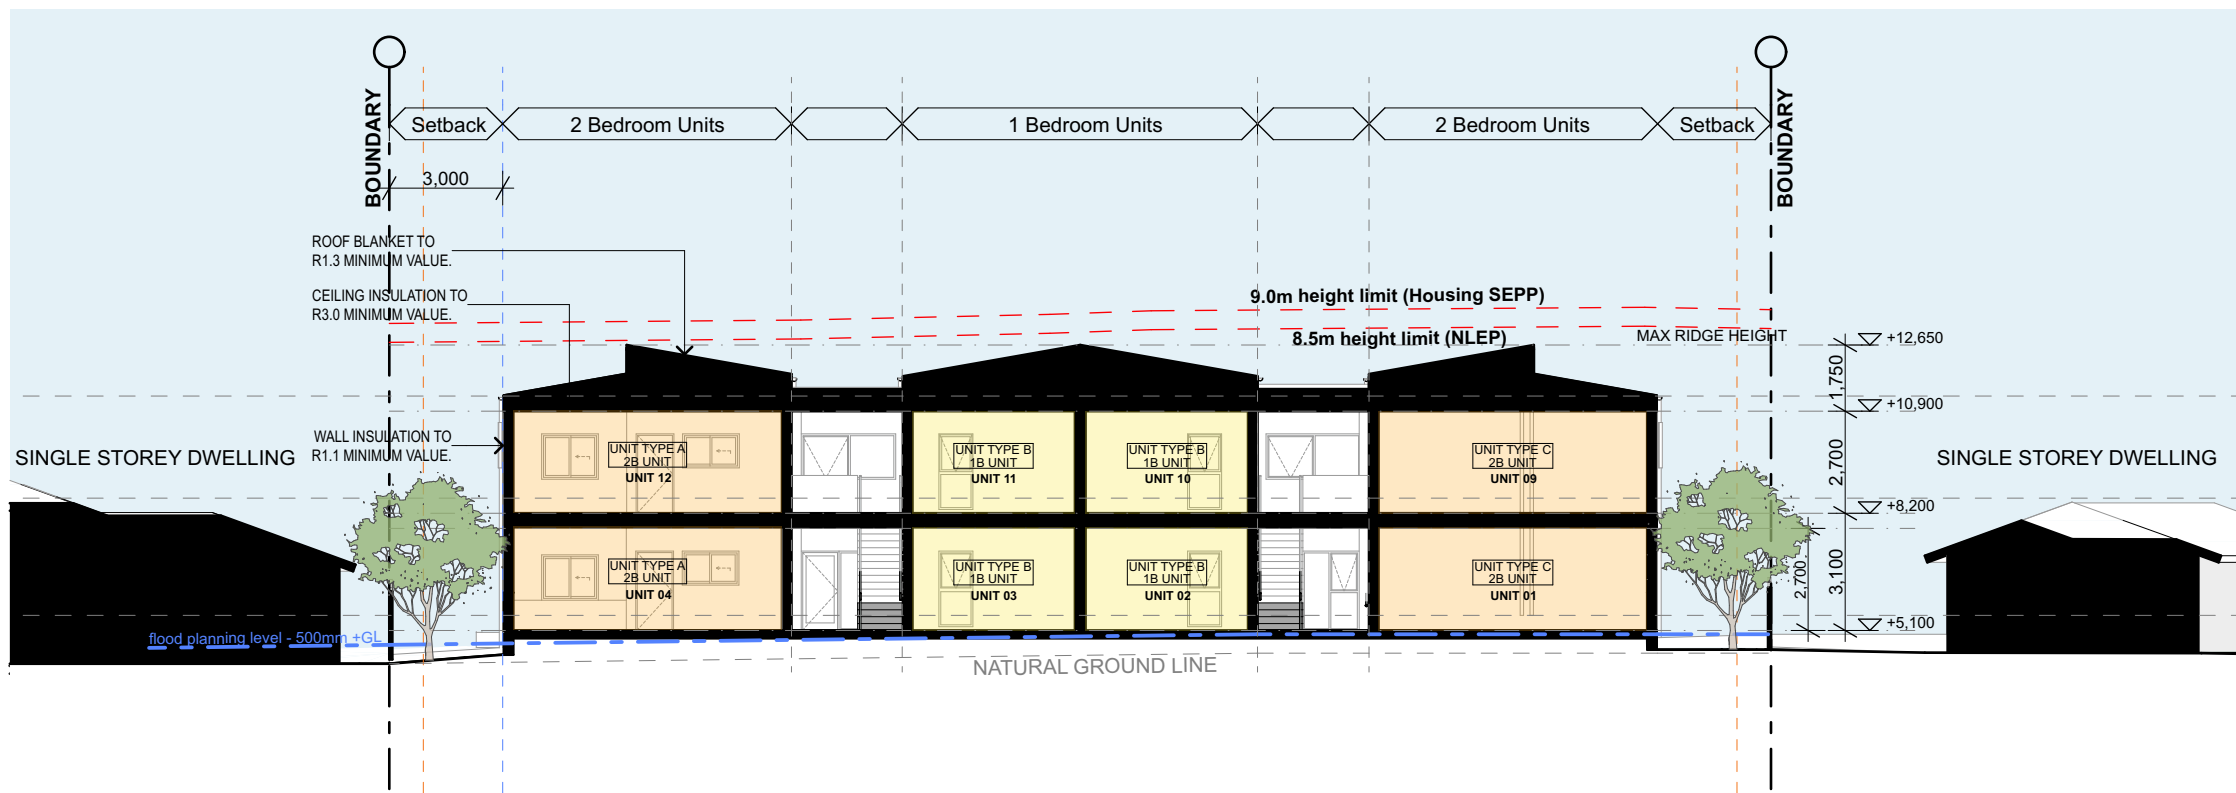 BOUNDARY
BOUNDARY
Setback
2 Bedroom Units
1 Bedroom Units
2 Bedroom Units
Setback
3,000
ROOF BLANKET TO
R1.3 MINIMUM VALUE.
CEILING INSULATION TO
R3.0 MINIMUM VALUE.
9.0m height limit (Housing SEPP)
8.5m height limit (NLEP)
MAX RIDGE HEIGHT
+12,650
1,750
+10,900
WALL INSULATION TO
R1.1 MINIMUM VALUE.
SINGLE STOREY DWELLING
UNIT TYPE A
2B UNIT
UNIT 12
UNIT TYPE B
1B UNIT
UNIT 11
UNIT TYPE B
1B UNIT
UNIT 10
UNIT TYPE C
2B UNIT
UNIT 09
SINGLE STOREY DWELLING
2,700
+8,200
UNIT TYPE A
2B UNIT
UNIT 04
UNIT TYPE B
1B UNIT
UNIT 03
UNIT TYPE B
1B UNIT
UNIT 02
UNIT TYPE C
2B UNIT
UNIT 01
2,700
3,100
+5,100
flood planning level - 500mm +GL
NATURAL GROUND LINE